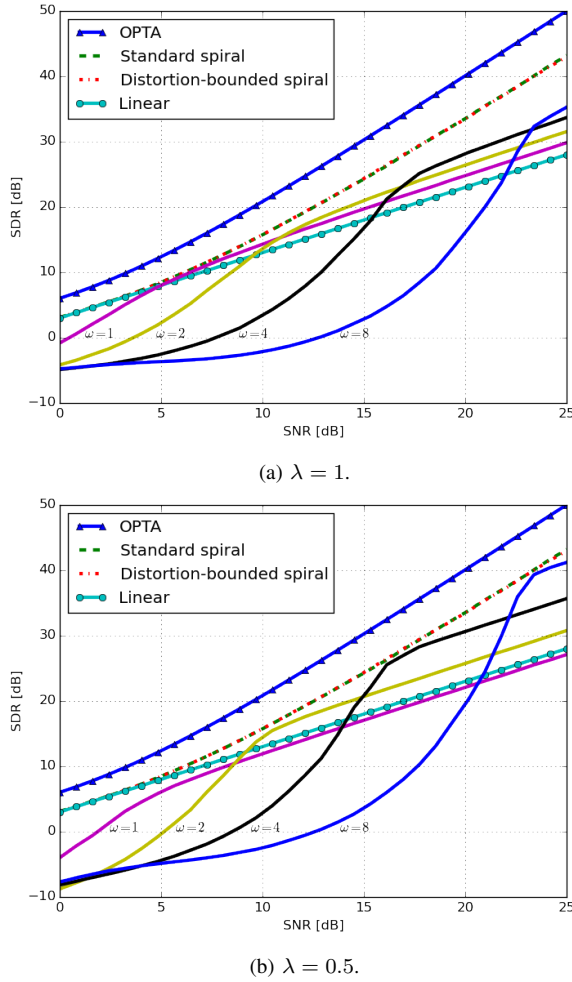 50
40
30
20
10
0
−10
SDR [dB]
OPTA
Standard spiral
Distortion-bounded spiral
Linear
ω=1
ω=2
ω=4
ω=8
0 5 10 15 20 25
SNR [dB]
(a) λ = 1.
50
40
30
20
10
0
−10
SDR [dB]
OPTA
Standard spiral
Distortion-bounded spiral
Linear
ω=1
ω=2
ω=4
ω=8
0 5 10 15 20 25
SNR [dB]
(b) λ = 0.5.